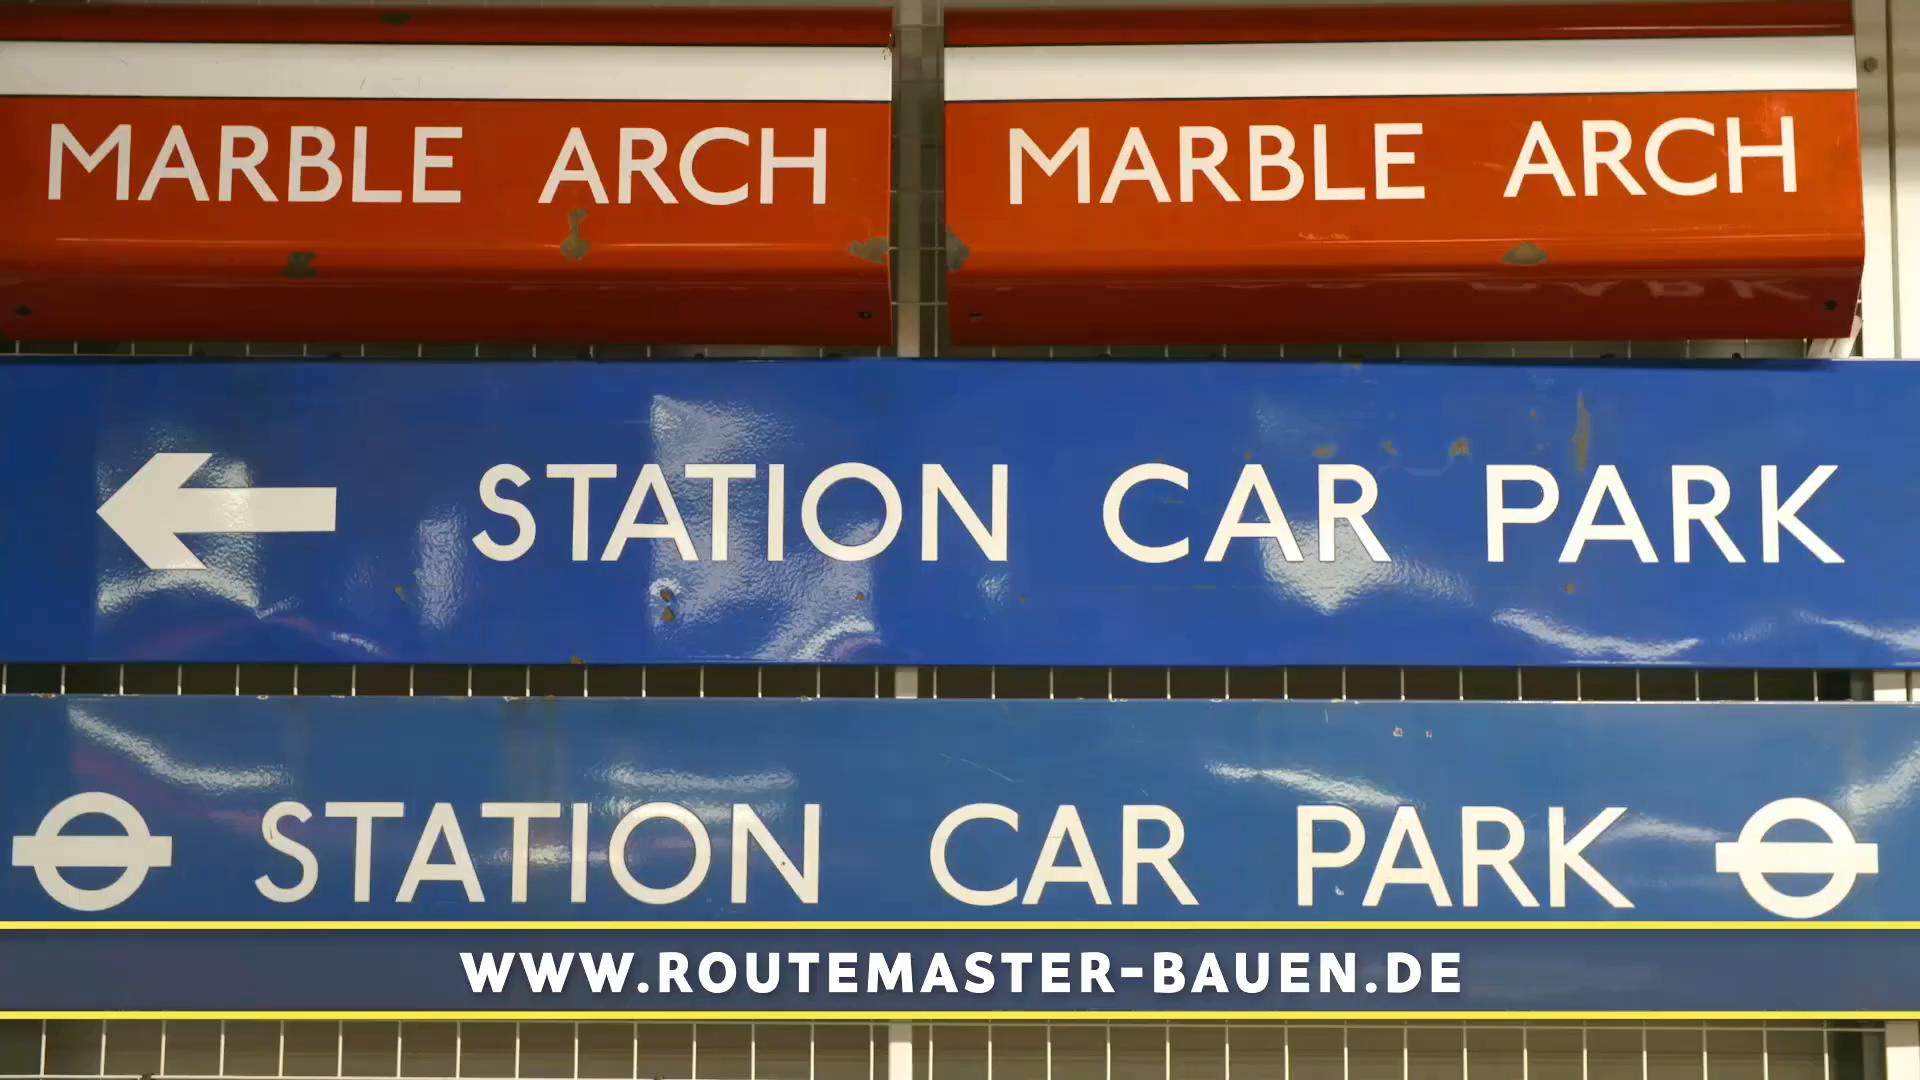 MARBLE ARCH MARBLE ARCH
STATION CAR PARK
STATION CAR PARK
WWW.ROUTEMASTER-BAUEN.DE